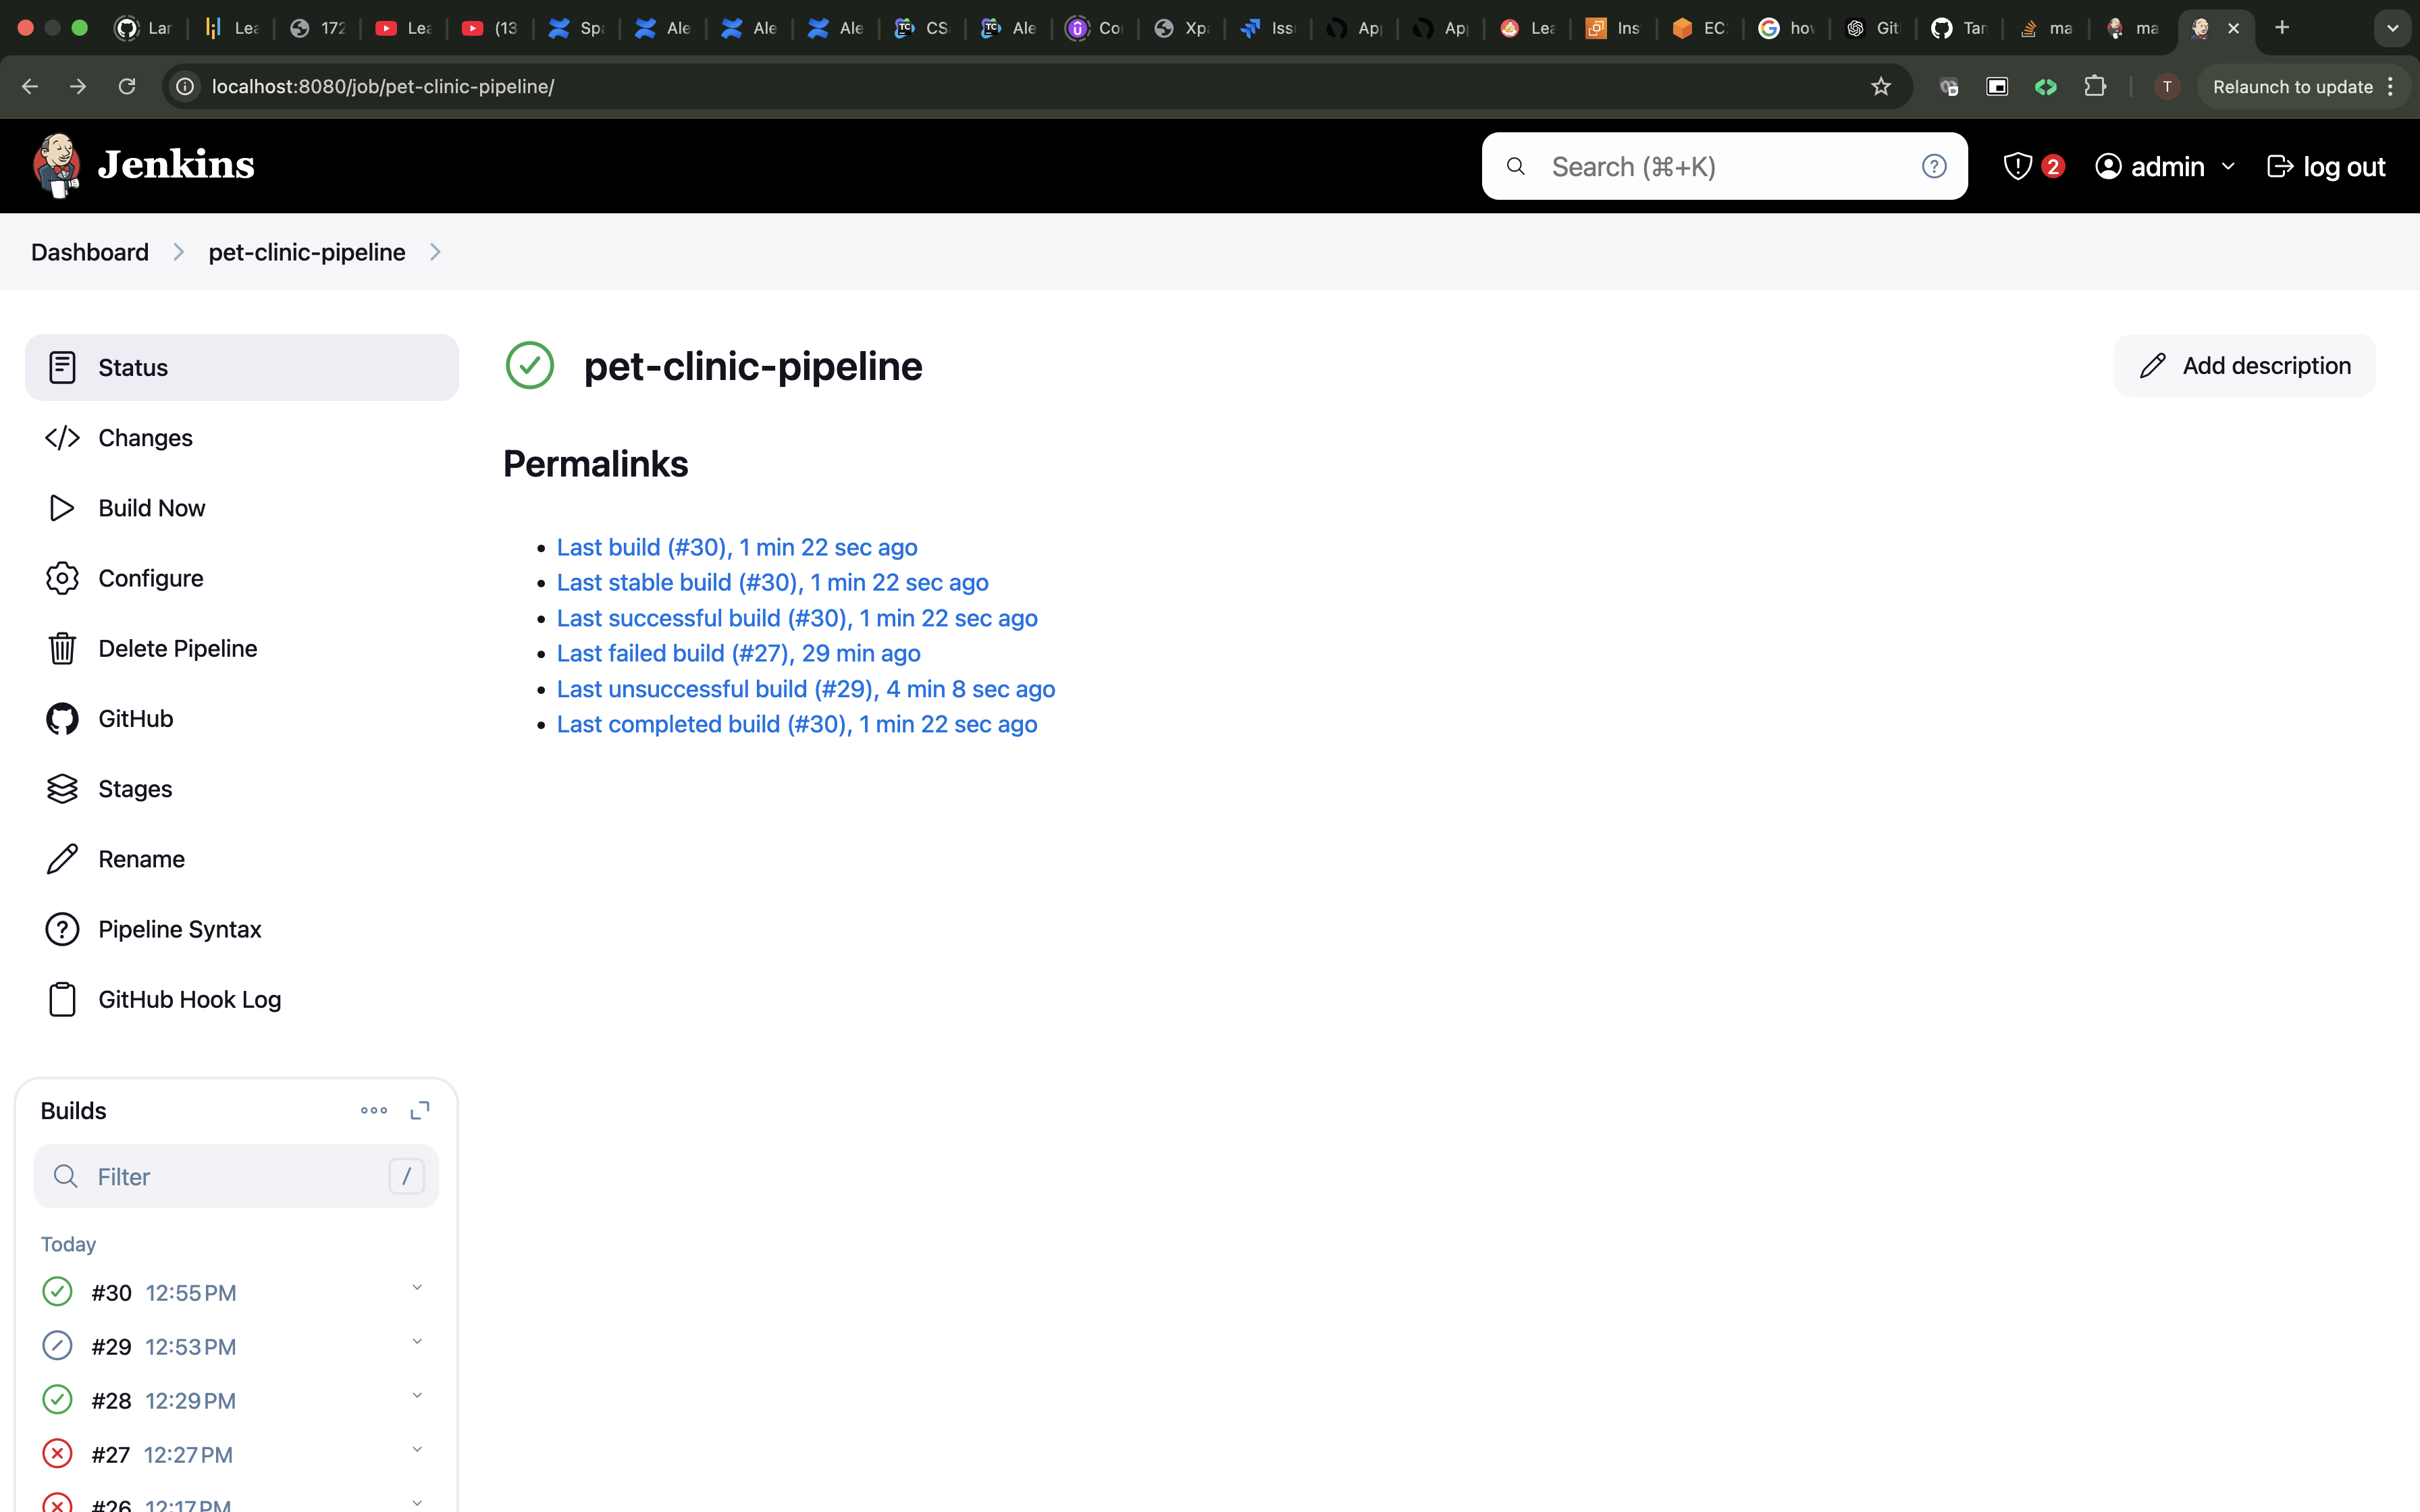 Lar
Lea
172
Lea
(13
Spa
Ale
Ale
Ale
CS
Ale
Co
Xp
Iss
Ap
Ap
Lea
Ins
EC
hov
Git
Tar
ma
ma
localhost:8080/job/pet-clinic-pipeline/
T
Relaunch to update
Jenkins
Search (⌘+K)
2
admin
log out
Dashboard
pet-clinic-pipeline
Status
Changes
Build Now
Configure
Delete Pipeline
GitHub
Stages
Rename
Pipeline Syntax
GitHub Hook Log
pet-clinic-pipeline
Add description
Permalinks
Last build (#30), 1 min 22 sec ago
Last stable build (#30), 1 min 22 sec ago
Last successful build (#30), 1 min 22 sec ago
Last failed build (#27), 29 min ago
Last unsuccessful build (#29), 4 min 8 sec ago
Last completed build (#30), 1 min 22 sec ago
Builds
Filter
/
Today
#30 12:55 PM
#29 12:53 PM
#28 12:29 PM
#27 12:27 PM
#26 12:17 PM